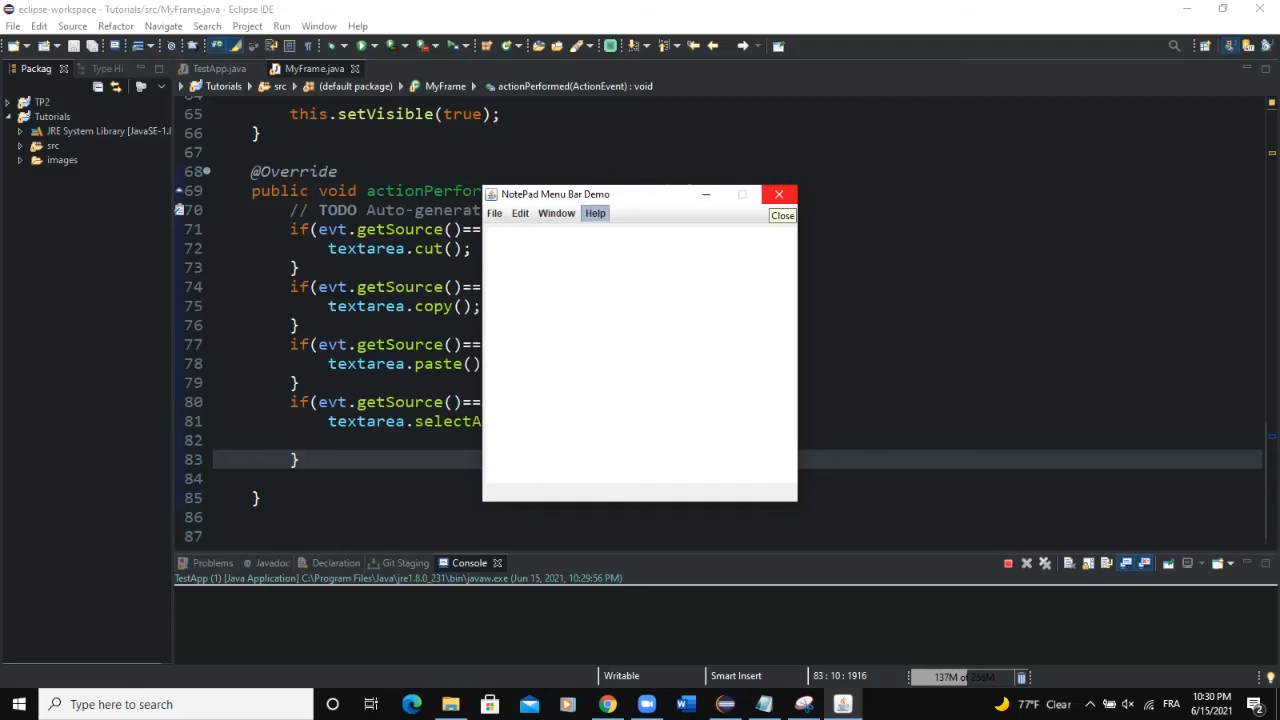 eclipse-workspace - Tutorials/src/MyFrame.java - Eclipse IDE
File Edit Source Refactor Navigate Search Project Run Window Help
Packag Type Hi TestApp.java MyFrame.java
Tutorials src (default package) MyFrame actionPerformed(ActionEvent) : void
TP2
Tutorials
JRE System Library [JavaSE-1.
src
images
65 this.setVisible(true);
66 }
67
68 @Override
69 public void actionPerfor
70 // TODO Auto-generat
71 if(evt.getSource()==
72 textarea.cut();
73 }
74 if(evt.getSource()==
75 textarea.copy();
76 }
77 if(evt.getSource()==
78 textarea.paste()
79 }
80 if(evt.getSource()==
81 textarea.selectA
82
83 }
84
85 }
86
87
NotePad Menu Bar Demo
File Edit Window Help
Close
Problems Javadoc Declaration Git Staging Console
TestApp (1) [Java Application] C:\Program Files\Java\jre1.8.0_231\bin\javaw.exe (Jun 15, 2021, 10:29:56 PM)
Writable Smart Insert 83 : 10 : 1916 137M of 256M
Type here to search
77°F Clear FRA 10:30 PM
6/15/2021
2